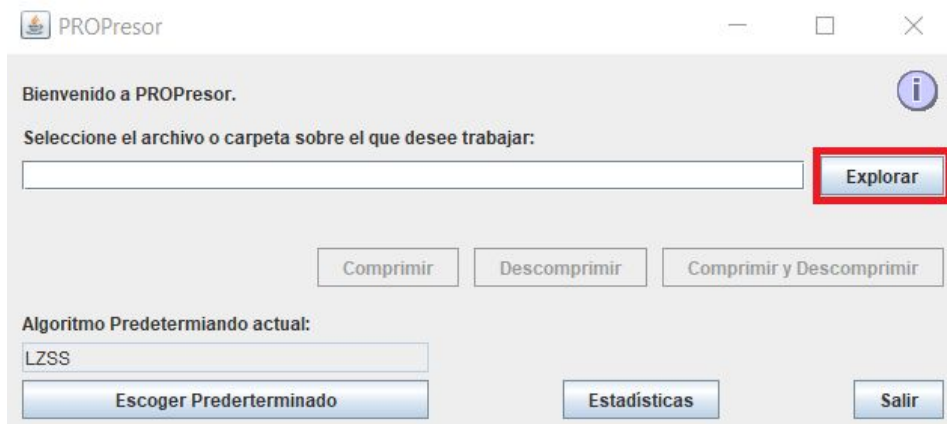 PROPresor
Bienvenido a PROPresor.
Seleccione el archivo o carpeta sobre el que desee trabajar:
Explorar
Comprimir Descomprimir Comprimir y Descomprimir
Algoritmo Predetermiando actual:
LZSS
Escoger Prederterminado Estadísticas Salir